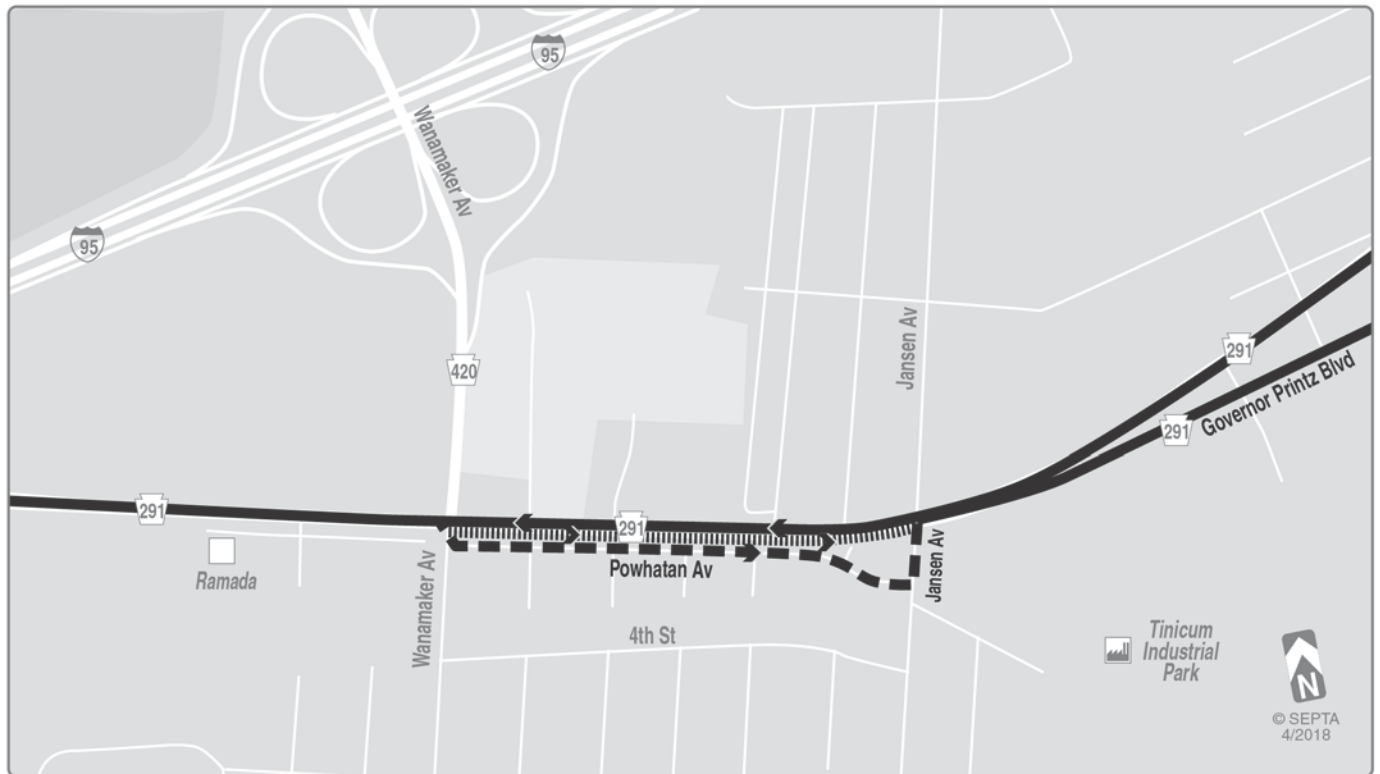 95
Wanamaker Av
95
Jansen Av
291
420
Governor Printz Blvd
291
291
291
Wanamaker Av
Powhatan Av
Jansen Av
Ramada
4th St
Tinicum
Industrial
Park
N
© SEPTA
4/2018